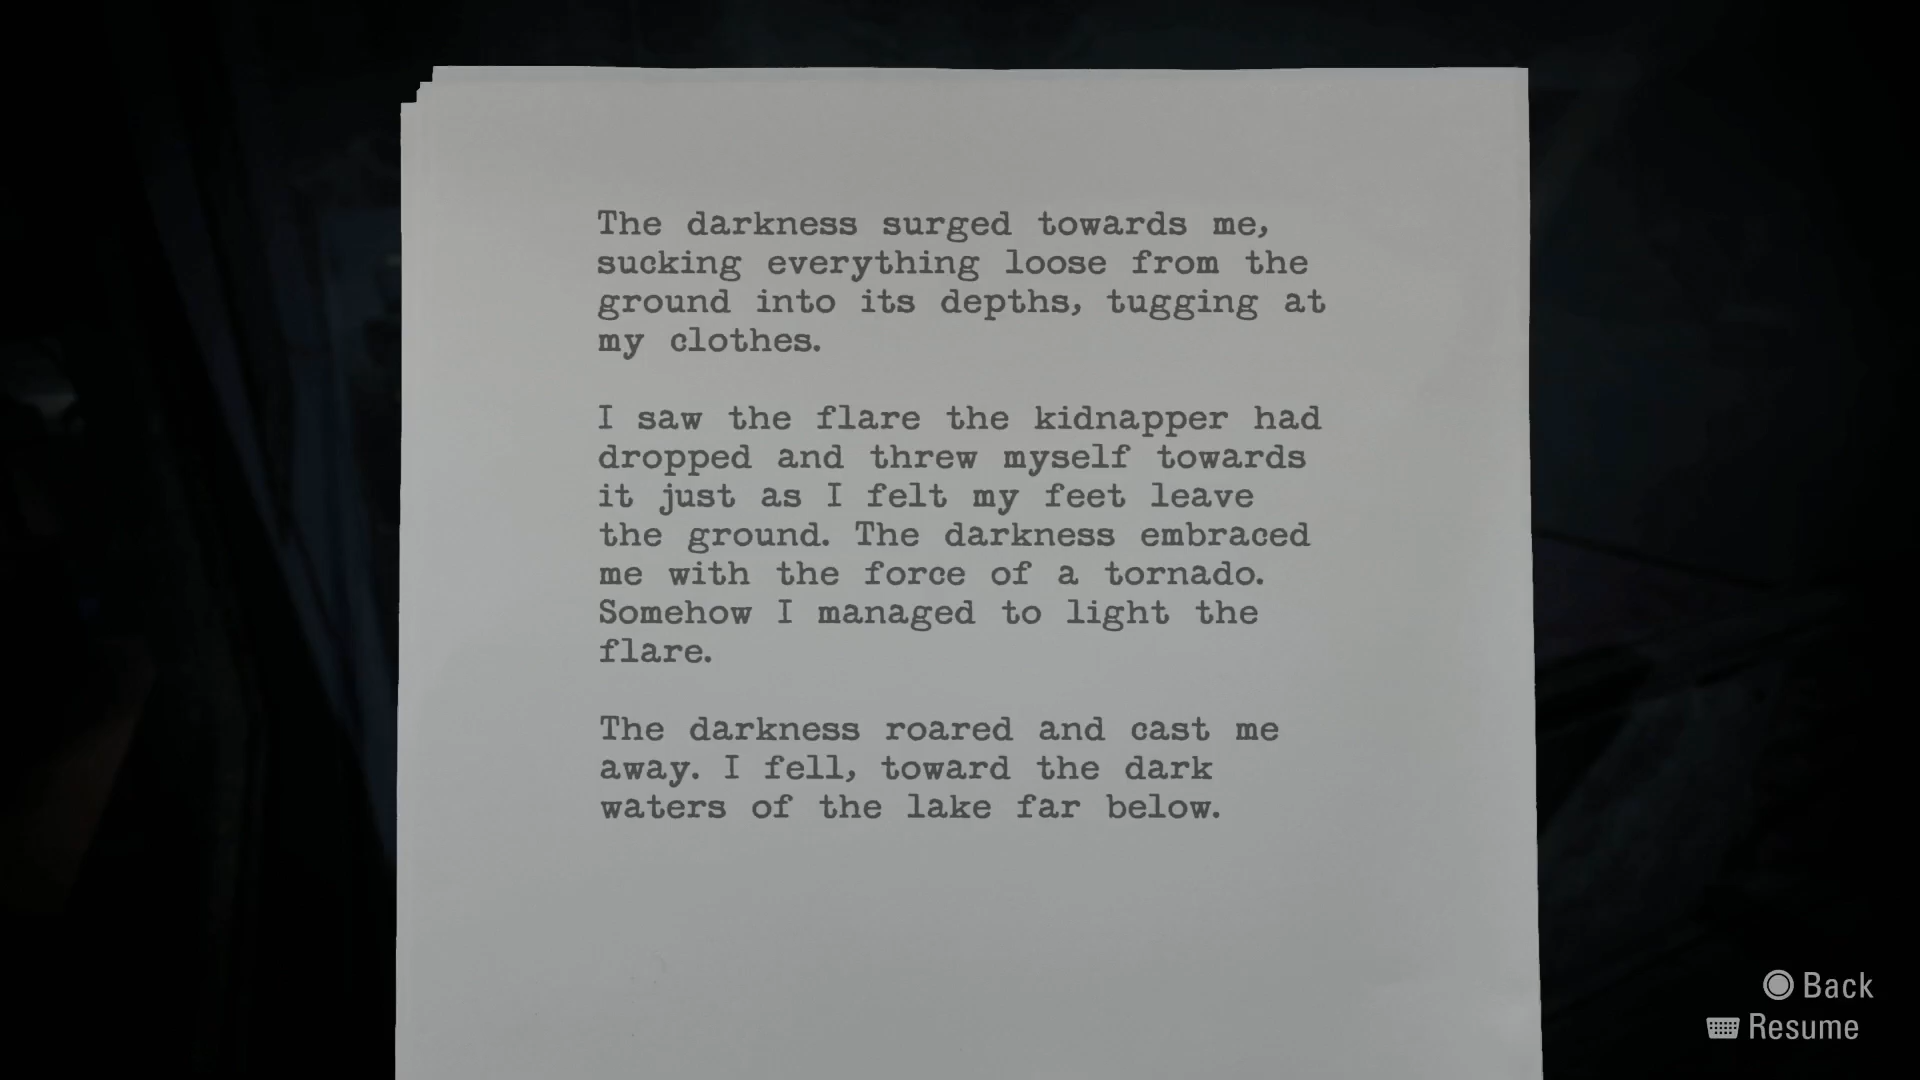 The darkness surged towards me,
sucking everything loose from the
ground into its depths, tugging at
my clothes.
I saw the flare the kidnapper had
dropped and threw myself towards
it just as I felt my feet leave
the ground. The darkness embraced
me with the force of a tornado.
Somehow I managed to light the
flare.
The darkness roared and cast me
away. I fell, toward the dark
waters of the lake far below.
Back
Resume